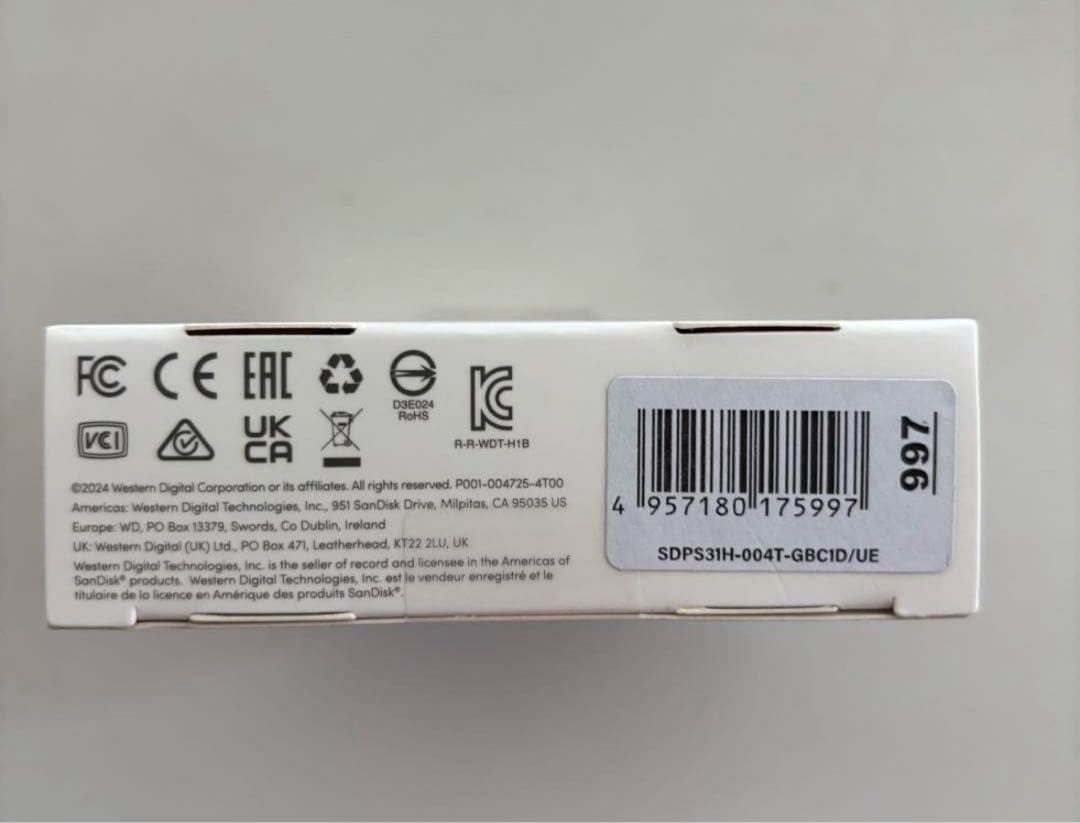 FC CE EAC
D3E024
RoHS
KC
R-R-WDT-H1B
VCI
UK
CA
©2024 Western Digital Corporation or its affiliates. All rights reserved. P001-004725-4T00
Americas: Western Digital Technologies, Inc., 951 SanDisk Drive, Milpitas, CA 95035 US
Europe: WD, PO Box 13379, Swords, Co Dublin, Ireland
UK: Western Digital (UK) Ltd., PO Box 471, Leatherhead, KT22 2LU, UK
Western Digital Technologies, Inc. is the seller of record and licensee in the Americas of
SanDisk® products. Western Digital Technologies, Inc. est le vendeur enregistré et le
titulaire de la licence en Amérique des produits SanDisk®.
4 957180 175997
997
SDPS31H-004T-GBC1D/UE